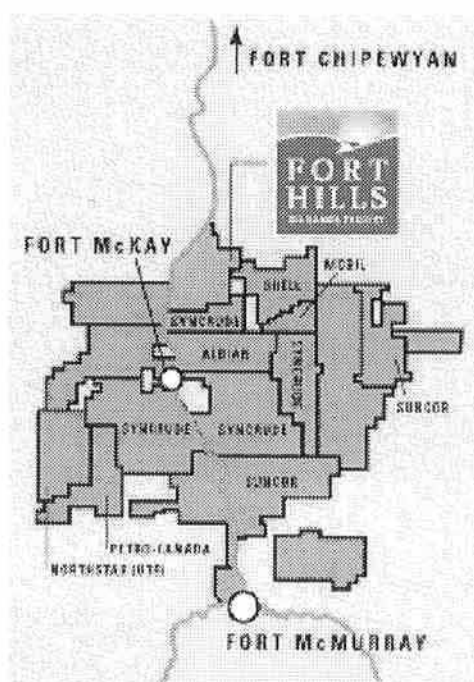 FORT CHIPEWYAN
FORT
HILLS
FORT McKAY
MOBIL
SHELL
SYNCRUDE
ALBIAN
SYNCRUDE
SUNCOR
SYNCRUDE
SYNCRUDE
SUNCOR
PETRO-CANADA
NORTHSTAR (UTS)
FORT McMURRAY